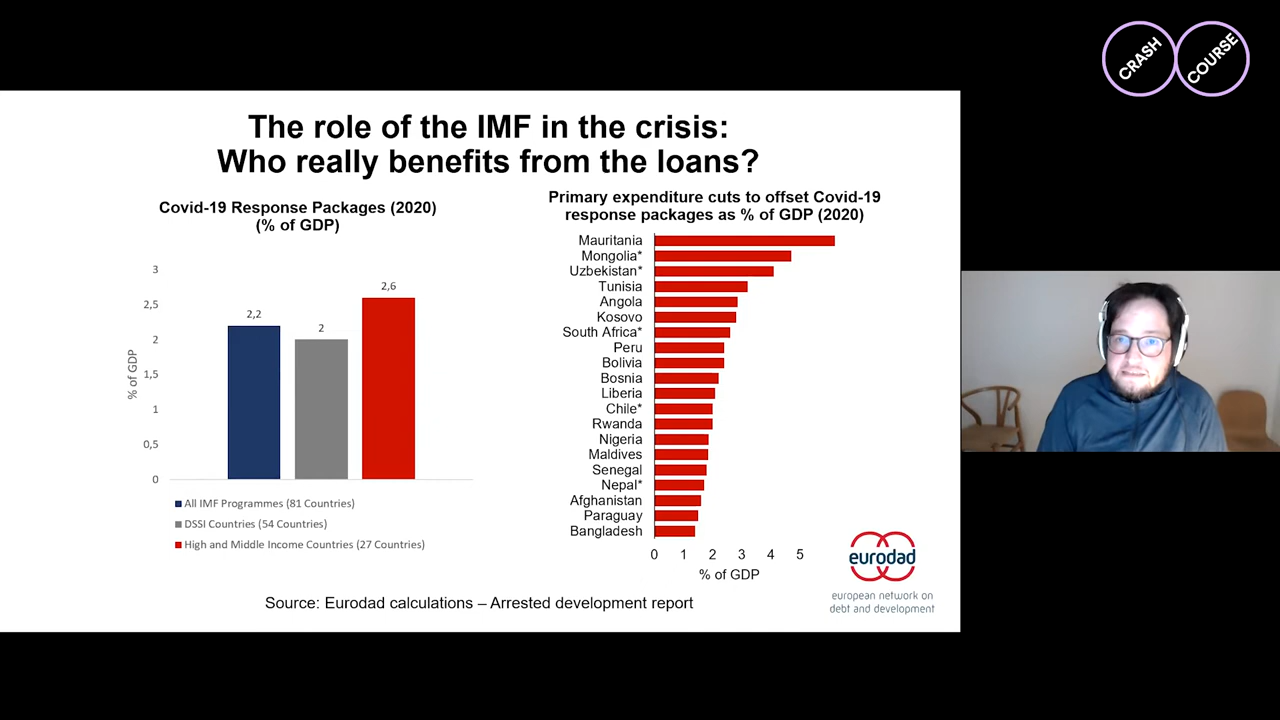 CRASH COURSE
The role of the IMF in the crisis:
Who really benefits from the loans?
Covid-19 Response Packages (2020)
(% of GDP)
% of GDP
3
2,5
2
1,5
1
0,5
0
2,2
2
2,6
All IMF Programmes (81 Countries)
DSSI Countries (54 Countries)
High and Middle Income Countries (27 Countries)
Primary expenditure cuts to offset Covid-19
response packages as % of GDP (2020)
Mauritania
Mongolia*
Uzbekistan*
Tunisia
Angola
Kosovo
South Africa*
Peru
Bolivia
Bosnia
Liberia
Chile*
Rwanda
Nigeria
Maldives
Senegal
Nepal*
Afghanistan
Paraguay
Bangladesh
0 1 2 3 4 5
% of GDP
eurodad
european network on
debt and development
Source: Eurodad calculations – Arrested development report